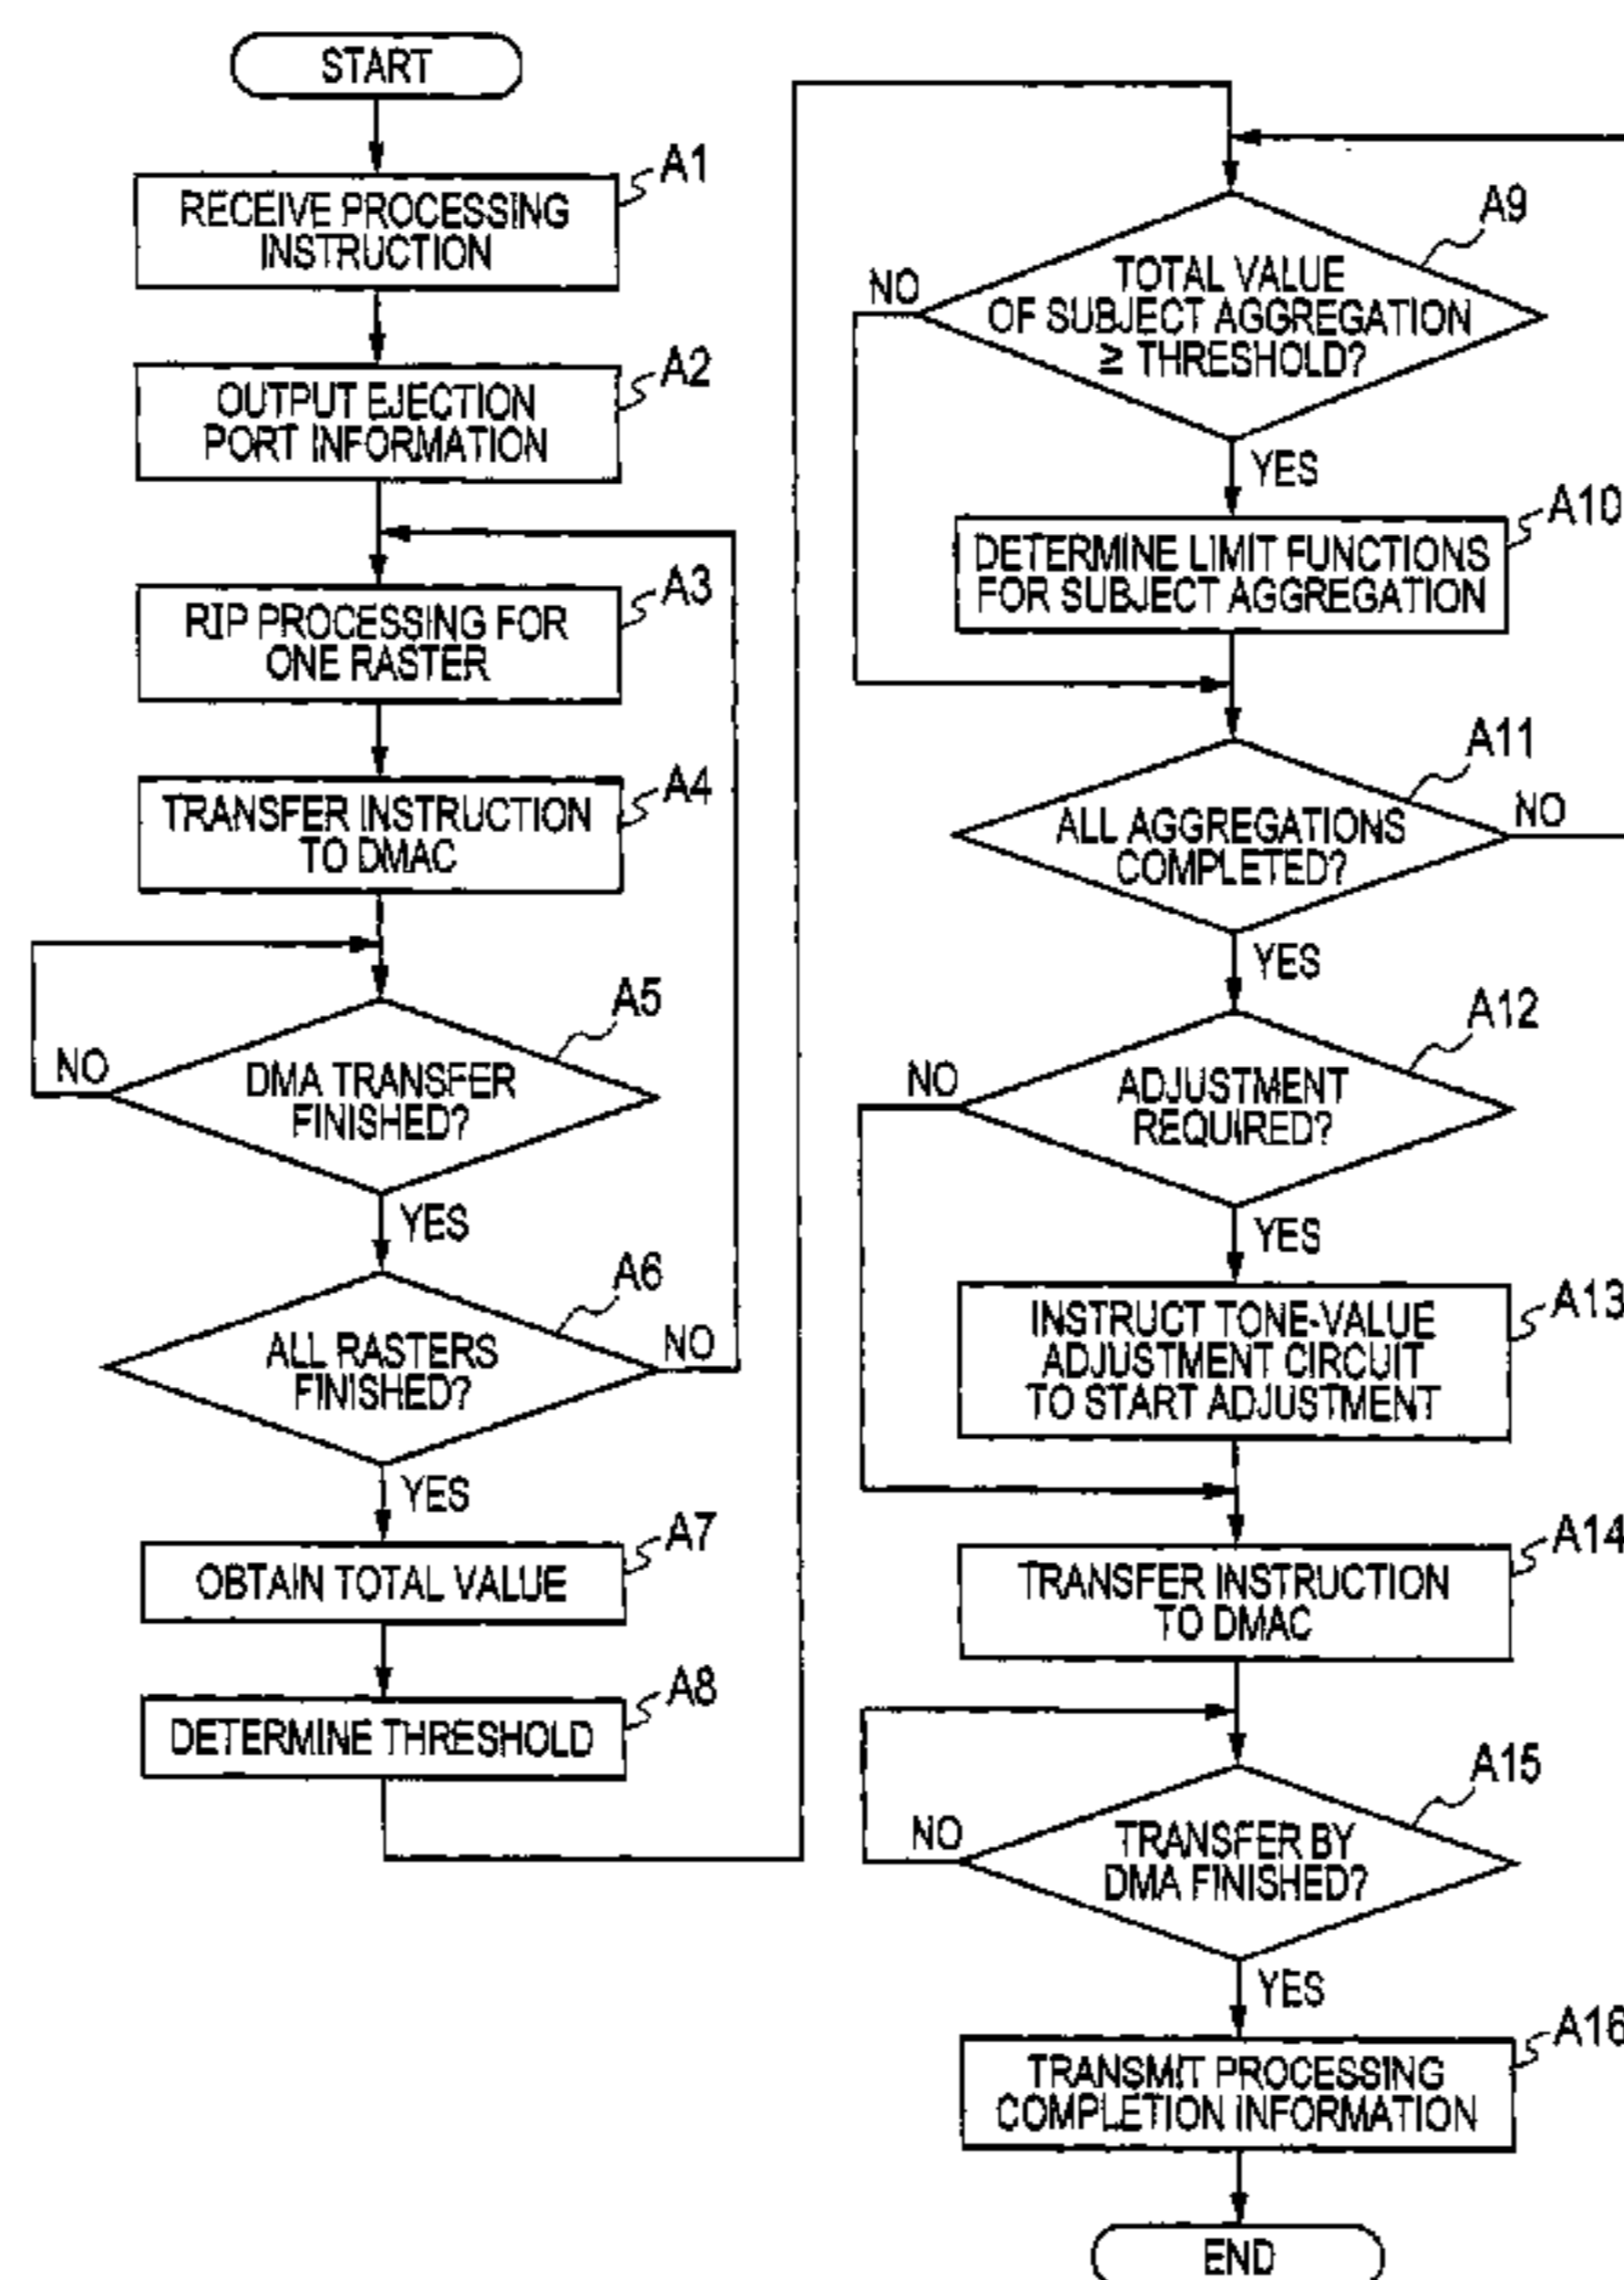 START
A1
RECEIVE PROCESSING
INSTRUCTION
A2
OUTPUT EJECTION
PORT INFORMATION
A3
RIP PROCESSING FOR
ONE RASTER
A4
TRANSFER INSTRUCTION
TO DMAC
A5
NO
DMA TRANSFER
FINISHED?
YES
A6
ALL RASTERS
FINISHED?
NO
YES
A7
OBTAIN TOTAL VALUE
A8
DETERMINE THRESHOLD
A9
NO
TOTAL VALUE
OF SUBJECT AGGREGATION
≥ THRESHOLD?
YES
A10
DETERMINE LIMIT FUNCTIONS
FOR SUBJECT AGGREGATION
A11
ALL AGGREGATIONS
COMPLETED?
NO
YES
A12
NO
ADJUSTMENT
REQUIRED?
YES
A13
INSTRUCT TONE-VALUE
ADJUSTMENT CIRCUIT
TO START ADJUSTMENT
A14
TRANSFER INSTRUCTION
TO DMAC
A15
NO
TRANSFER BY
DMA FINISHED?
YES
A16
TRANSMIT PROCESSING
COMPLETION INFORMATION
END